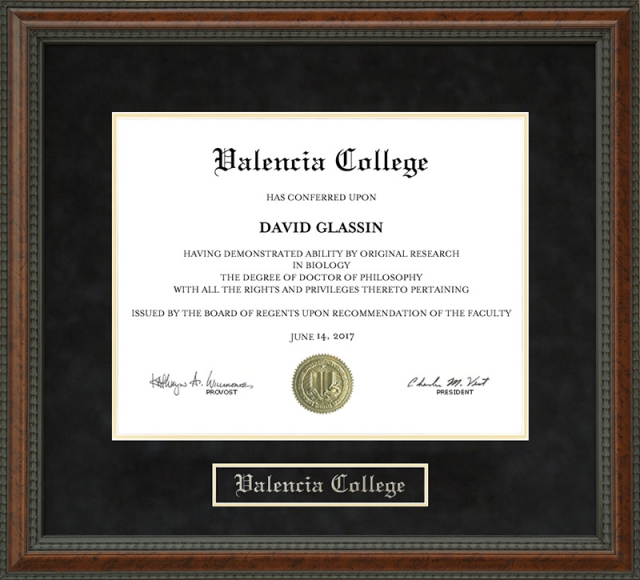 Valencia College
HAS CONFERRED UPON
DAVID GLASSIN
HAVING DEMONSTRATED ABILITY BY ORIGINAL RESEARCH
IN BIOLOGY
THE DEGREE OF DOCTOR OF PHILOSOPHY
WITH ALL THE RIGHTS AND PRIVILEGES THERETO PERTAINING
ISSUED BY THE BOARD OF REGENTS UPON RECOMMENDATION OF THE FACULTY
JUNE 14, 2017
PROVOST
Charles M. Vest
PRESIDENT
Valencia College